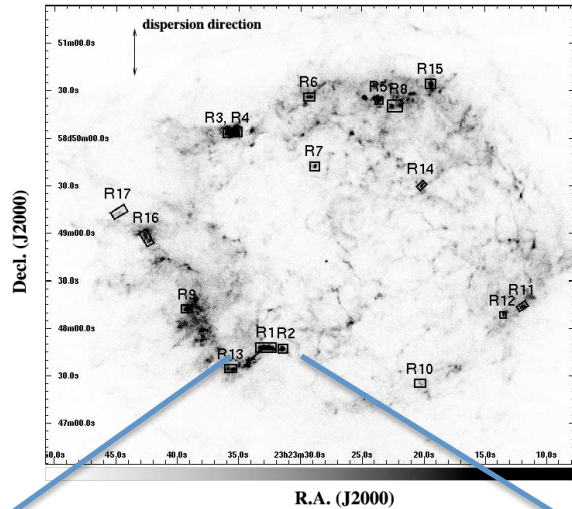 dispersion direction
51m00.0s
30.0s
58d50m00.0s
30.0s
49m00.0s
30.0s
48m00.0s
30.0s
47m00.0s
Decl. (J2000)
R15
R6
R5
R8
R3, R4
R7
R14
R17
R16
R9
R11
R12
R1
R2
R13
R10
50.0s 45.0s 40.0s 35.0s 23h23m30.0s 25.0s 20.0s 15.0s 10.0s
R.A. (J2000)